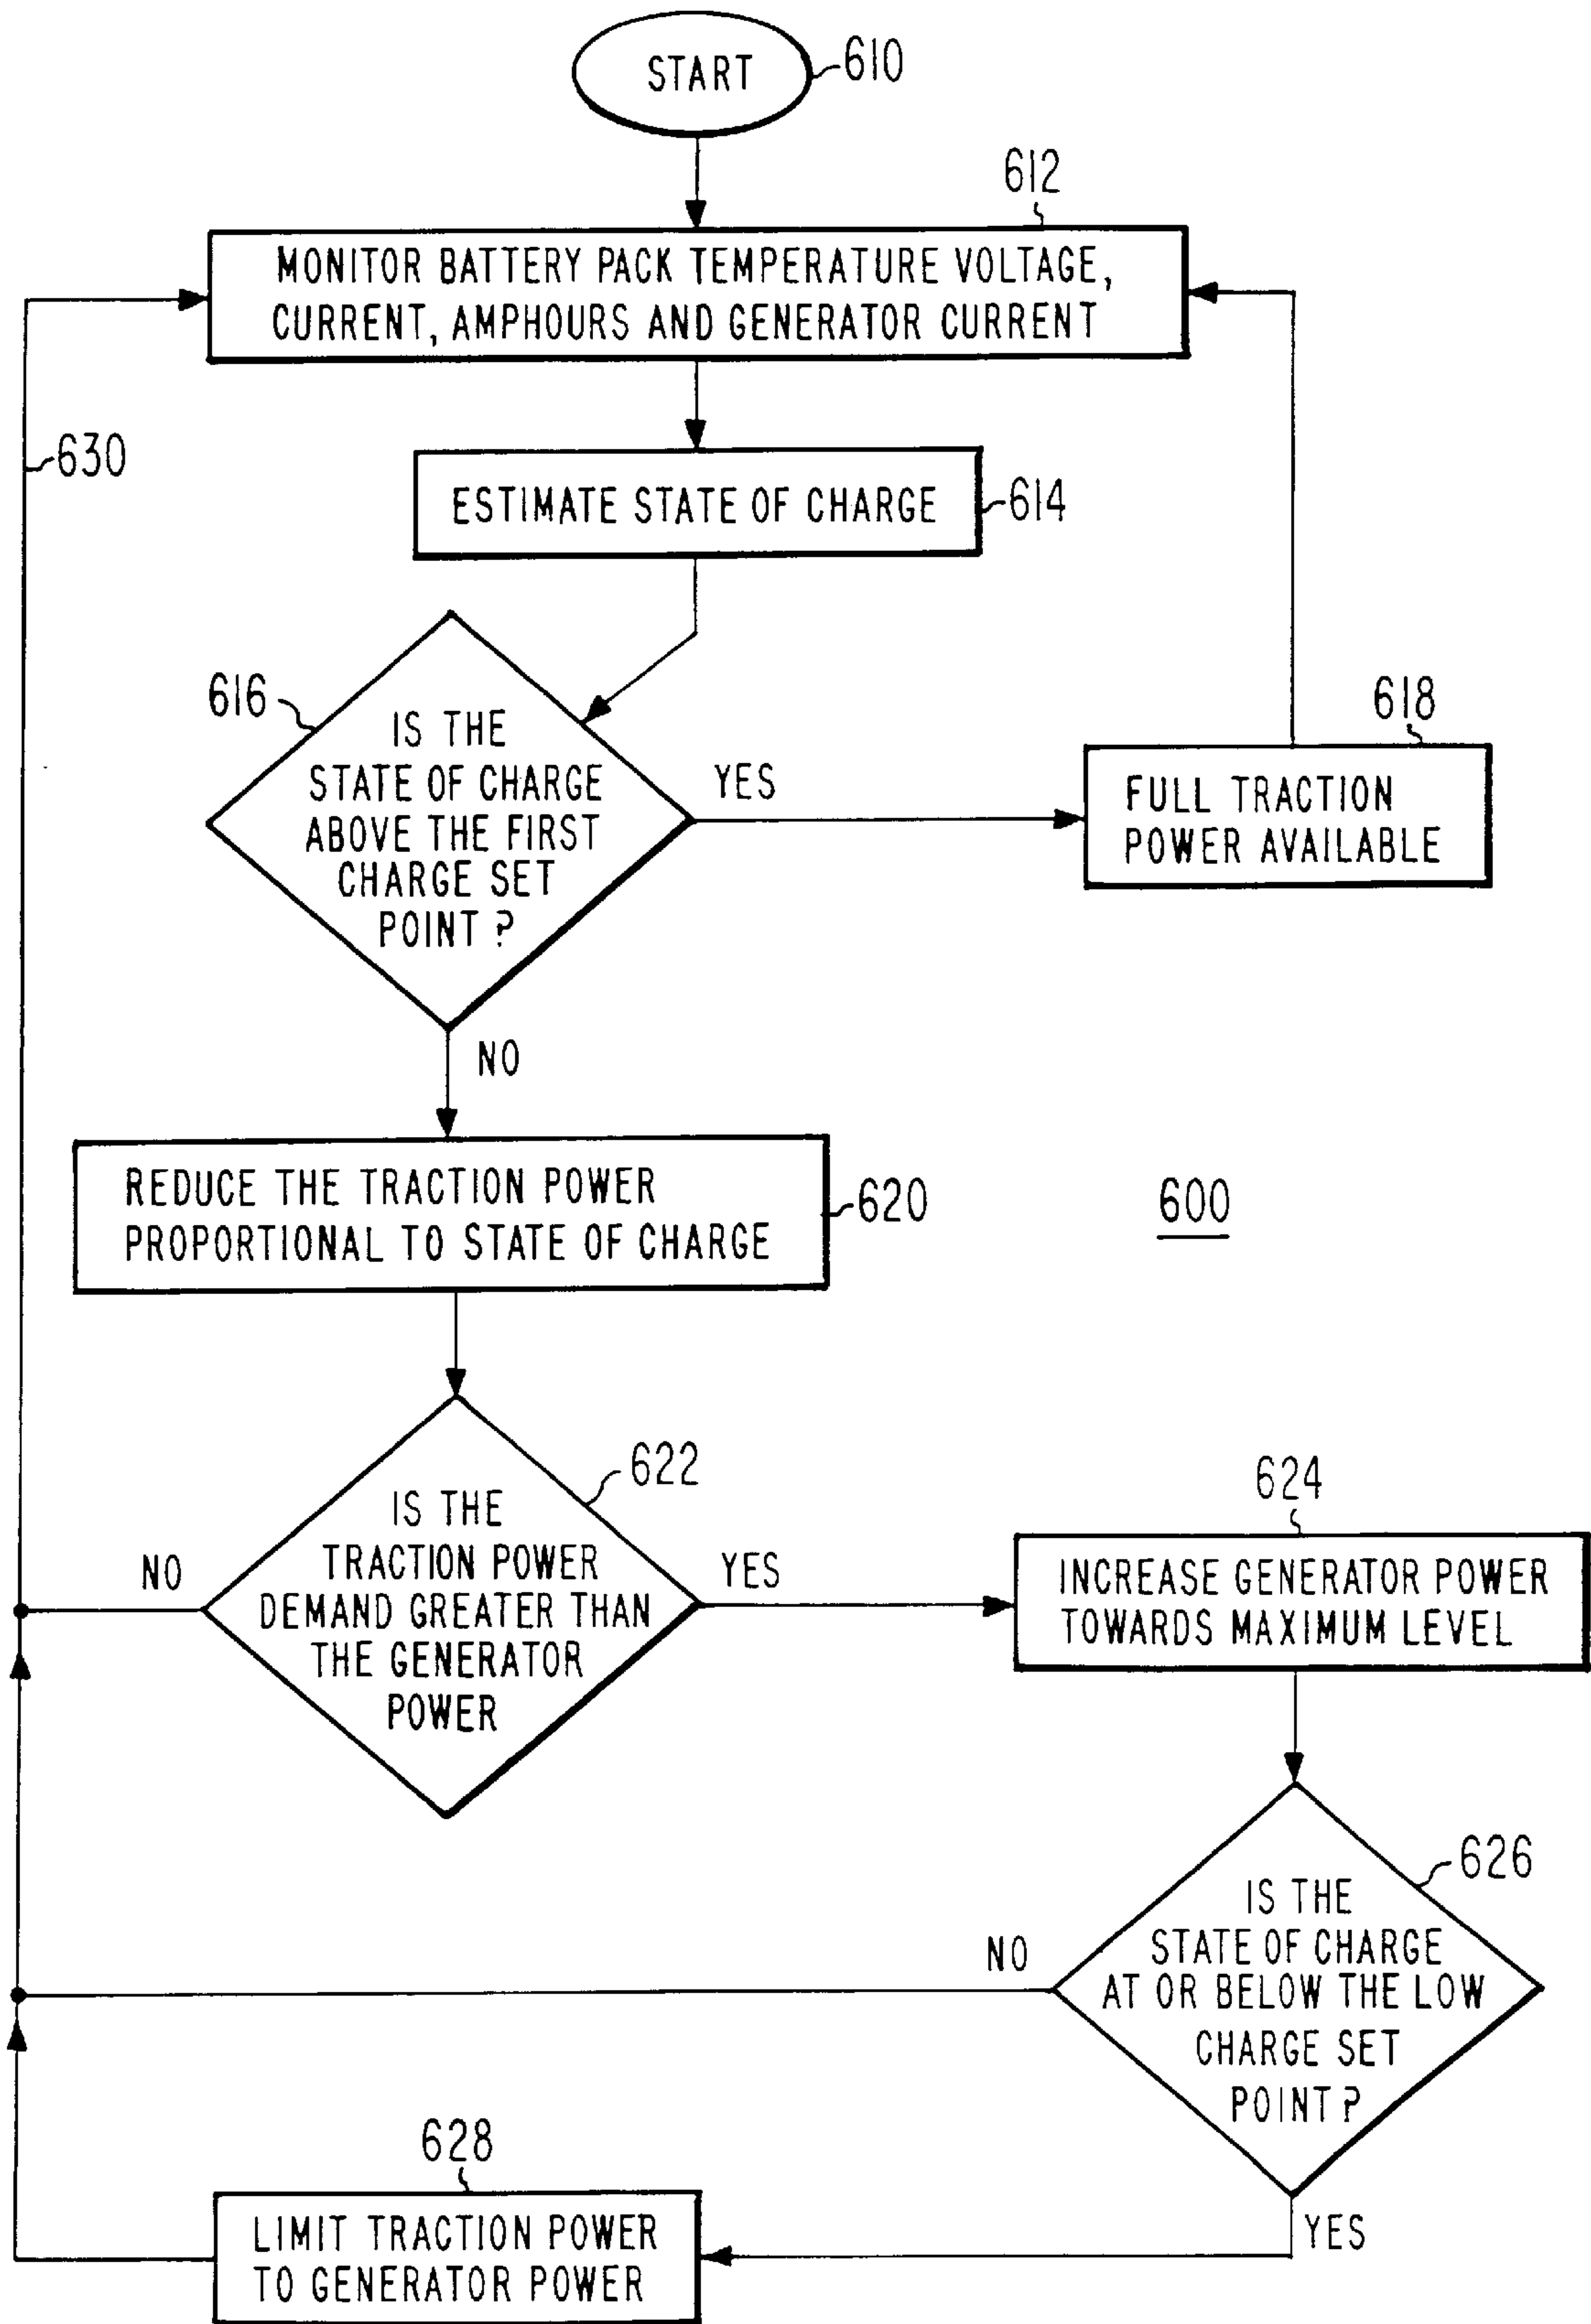 START
610
612
MONITOR BATTERY PACK TEMPERATURE VOLTAGE,
CURRENT, AMPHOURS AND GENERATOR CURRENT
630
ESTIMATE STATE OF CHARGE
614
616
IS THE
STATE OF CHARGE
ABOVE THE FIRST
CHARGE SET
POINT?
YES
618
FULL TRACTION
POWER AVAILABLE
NO
REDUCE THE TRACTION POWER
PROPORTIONAL TO STATE OF CHARGE
620
600
622
IS THE
TRACTION POWER
DEMAND GREATER THAN
THE GENERATOR
POWER
NO
YES
624
INCREASE GENERATOR POWER
TOWARDS MAXIMUM LEVEL
626
IS THE
STATE OF CHARGE
AT OR BELOW THE LOW
CHARGE SET
POINT?
NO
YES
628
LIMIT TRACTION POWER
TO GENERATOR POWER